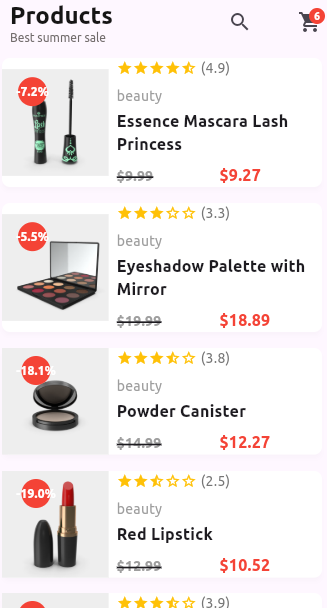 Products
6
Best summer sale
-7.2%
(4.9)
beauty
Essence Mascara Lash
Princess
$9.99
$9.27
-5.5%
(3.3)
beauty
Eyeshadow Palette with
Mirror
$19.99
$18.89
-18.1%
(3.8)
beauty
Powder Canister
$14.99
$12.27
-19.0%
(2.5)
beauty
Red Lipstick
$12.99
$10.52
(3.9)